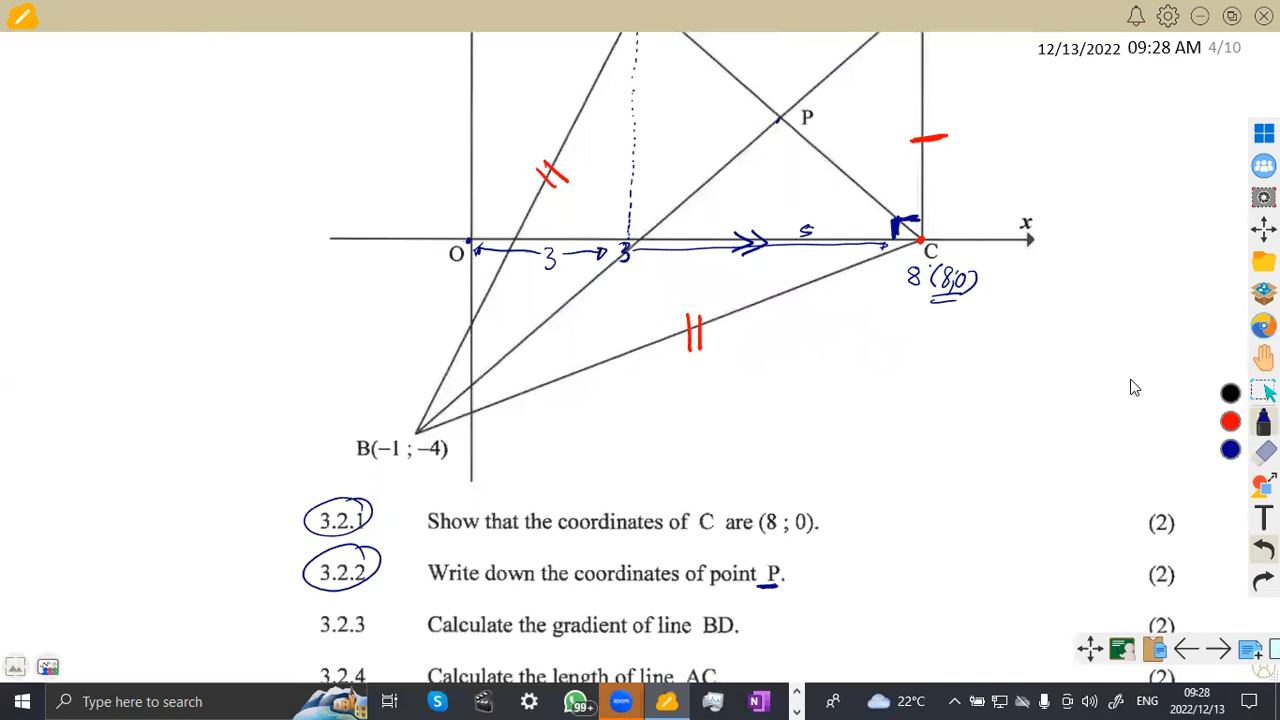 12/13/2022 09:28 AM 4/10
P
x
O
3
3
5
C
8 (8;0)
B(−1 ; −4)
3.2.1 Show that the coordinates of C are (8 ; 0). (2)
3.2.2 Write down the coordinates of point P. (2)
3.2.3 Calculate the gradient of line BD. (2)
3.2.4 Calculate the length of line AC. (2)
Type here to search
99+
22°C
ENG
09:28
2022/12/13